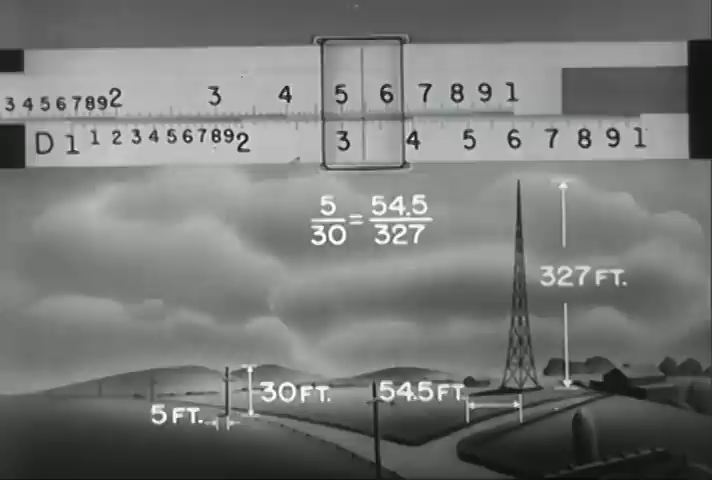 3 4 5 6 7 8 9 2 3 4 5 6 7 8 9 1
D 1 1 2 3 4 5 6 7 8 9 2 3 4 5 6 7 8 9 1
5/30 = 54.5/327
327 FT.
30 FT. 54.5 FT.
5 FT.